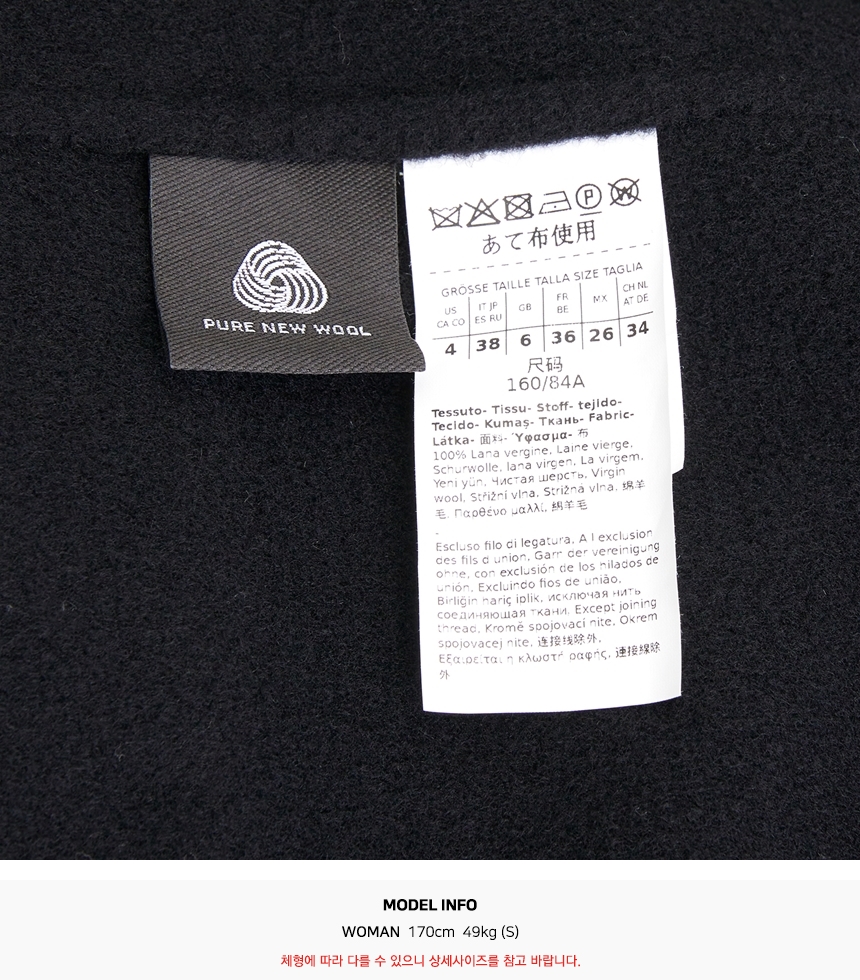 PURE NEW WOOL
P
W
あて布使用
GRÖSSE TAILLE TALLA SIZE TAGLIA
US CA CO
IT JP ES RU
GB
FR BE
MX
CH NL AT DE
4 38 6 36 26 34
尺码
160/84A
Tessuto- Tissu- Stoff- tejido-
Tecido- Kumaş- Ткань- Fabric-
Látka- 面料- Ύφασμα- 布
100% Lana vergine, Laine vierge,
Schurwolle, lana virgen, La virgem,
Yeni yün, Чистая шерсть, Virgin
wool, Střižní vlna, Strižná vlna, 绵羊
毛, Παρθένο μαλλί, 綿羊毛
Escluso filo di legatura, A l exclusion
des fils d union, Garn der vereinigung
ohne, con exclusión de los hilados de
unión, Excluindo fios de união,
Birliğin hariç iplik, исключая нить
соединяющая ткани, Except joining
thread, Kromě spojovací nite, Okrem
spojovacej nite, 连接线除外,
Εξαιρείται η κλωστή ραφής, 連接線除
外
MODEL INFO
WOMAN 170cm 49kg (S)
체형에 따라 다를 수 있으니 상세사이즈를 참고 바랍니다.